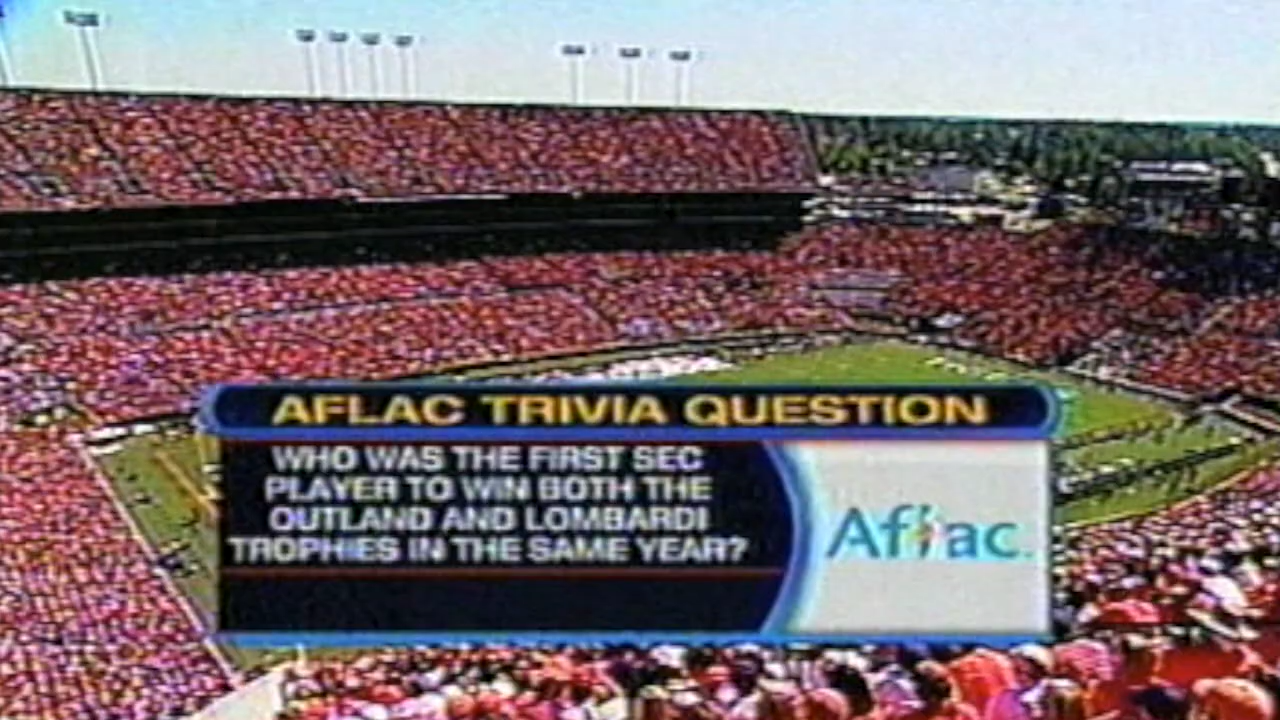 AFLAC TRIVIA QUESTION
WHO WAS THE FIRST SEC
PLAYER TO WIN BOTH THE
OUTLAND AND LOMBARDI
TROPHIES IN THE SAME YEAR?
Aflac.